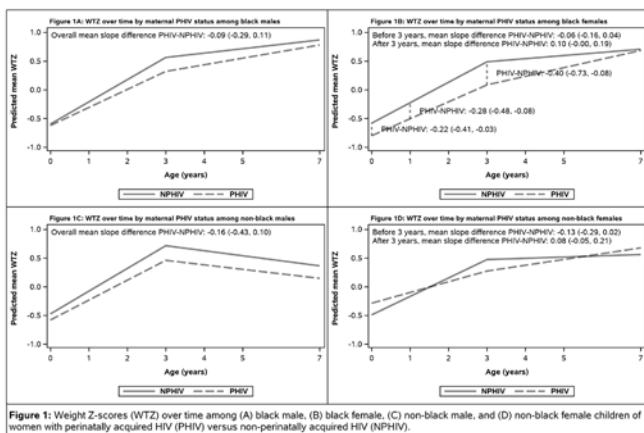 Figure 1A: WTZ over time by maternal PHIV status among black males
Overall mean slope difference PHIV-NPHIV: -0.09 (-0.29, 0.11)
Predicted mean WTZ
1.0
0.5
0.0
-0.5
-1.0
0 1 2 3 4 5 6 7
Age (years)
NPHIV PHIV
Figure 1B: WTZ over time by maternal PHIV status among black females
Before 3 years, mean slope difference PHIV-NPHIV: -0.06 (-0.16, 0.04)
After 3 years, mean slope difference PHIV-NPHIV: 0.10 (-0.00, 0.19)
PHIV-NPHIV: -0.40 (-0.73, -0.08)
PHIV-NPHIV: -0.28 (-0.48, -0.08)
PHIV-NPHIV: -0.22 (-0.41, -0.03)
Predicted mean WTZ
1.0
0.5
0.0
-0.5
-1.0
0 1 2 3 4 5 6 7
Age (years)
NPHIV PHIV
Figure 1C: WTZ over time by maternal PHIV status among non-black males
Overall mean slope difference PHIV-NPHIV: -0.16 (-0.43, 0.10)
Predicted mean WTZ
1.0
0.5
0.0
-0.5
-1.0
0 1 2 3 4 5 6 7
Age (years)
NPHIV PHIV
Figure 1D: WTZ over time by maternal PHIV status among non-black females
Before 3 years, mean slope difference PHIV-NPHIV: -0.13 (-0.29, 0.02)
After 3 years, mean slope difference PHIV-NPHIV: 0.08 (-0.05, 0.21)
Predicted mean WTZ
1.0
0.5
0.0
-0.5
-1.0
0 1 2 3 4 5 6 7
Age (years)
NPHIV PHIV
Figure 1: Weight Z-scores (WTZ) over time among (A) black male, (B) black female, (C) non-black male, and (D) non-black female children of
women with perinatally acquired HIV (PHIV) versus non-perinatally acquired HIV (NPHIV).